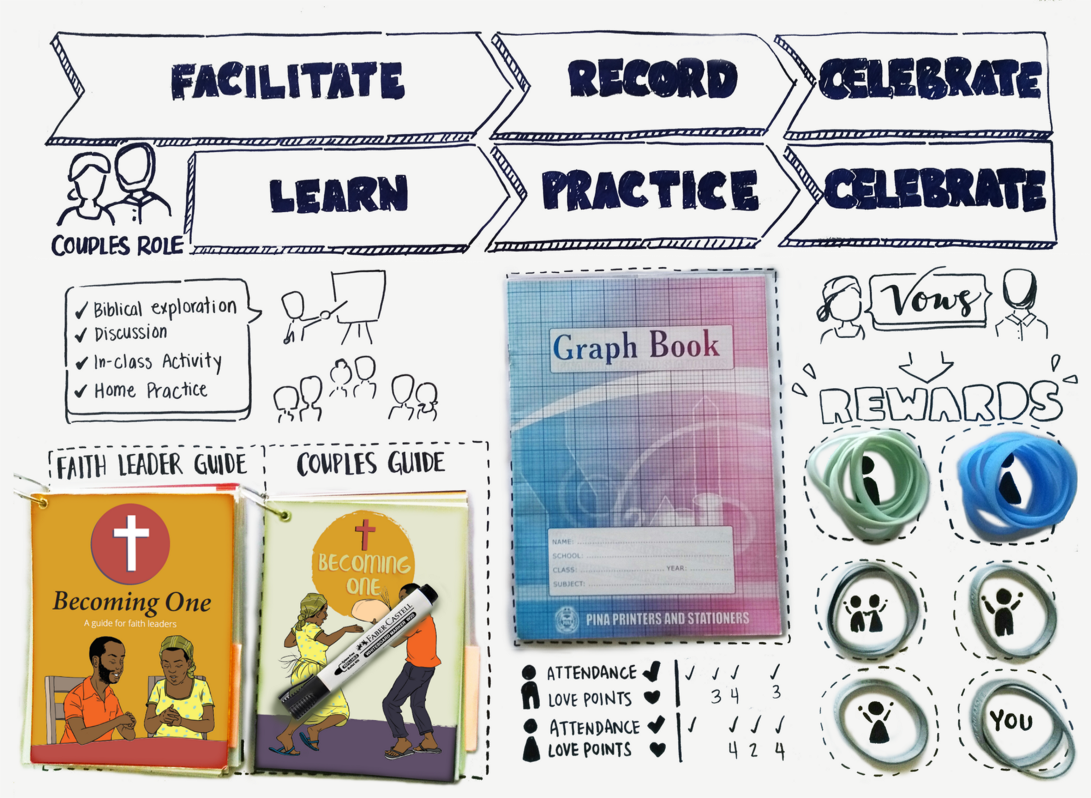 FACILITATE
RECORD
CELEBRATE
LEARN
PRACTICE
CELEBRATE
COUPLES ROLE
✓ Biblical exploration
✓ Discussion
✓ In-class Activity
✓ Home Practice
Vows
REWARDS
FAITH LEADER GUIDE
COUPLES GUIDE
Becoming One
A guide for faith leaders
BECOMING
ONE
FABER-CASTELL
Graph Book
NAME:
SCHOOL:
CLASS: YEAR:
SUBJECT:
PINA PRINTERS AND STATIONERS
ATTENDANCE ✓ ✓ ✓ ✓ ✓
LOVE POINTS ♥ 3 4 3
ATTENDANCE ✓ ✓ ✓ ✓ ✓
LOVE POINTS ♥ 4 2 4
YOU